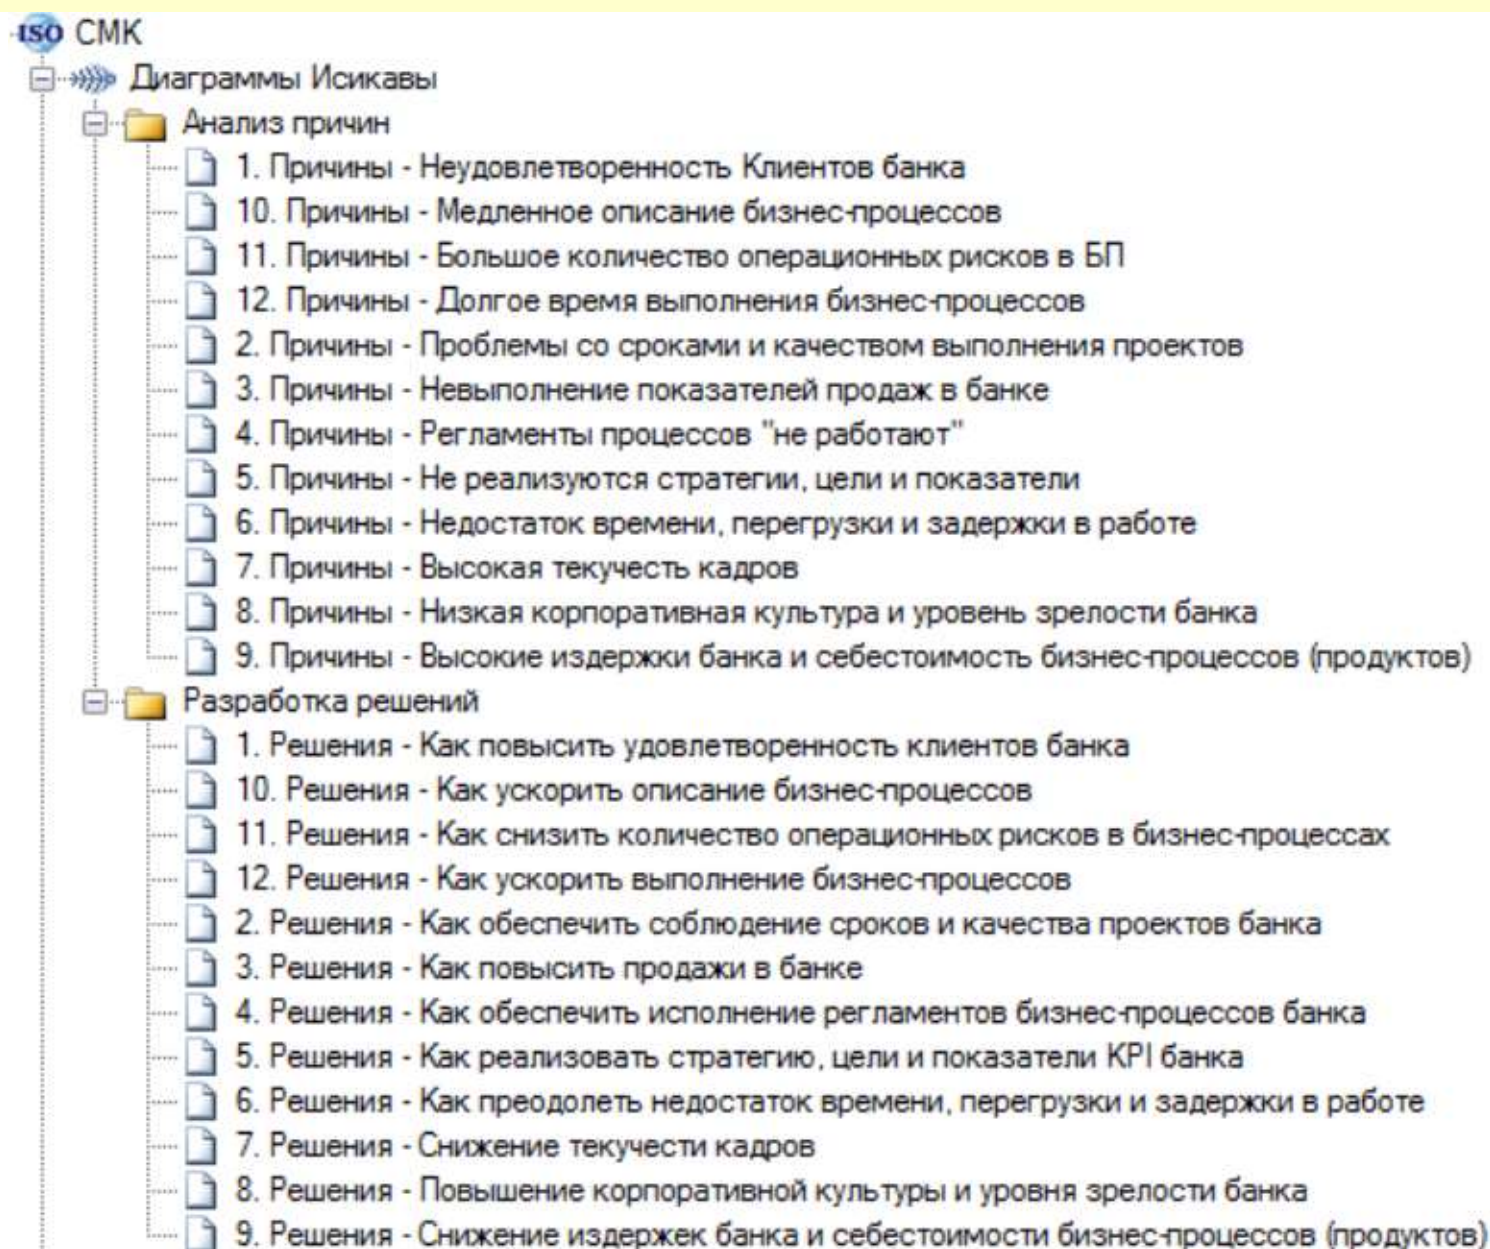 ISO СМК
Диаграммы Исикавы
Анализ причин
1. Причины - Неудовлетворенность Клиентов банка
10. Причины - Медленное описание бизнес-процессов
11. Причины - Большое количество операционных рисков в БП
12. Причины - Долгое время выполнения бизнес-процессов
2. Причины - Проблемы со сроками и качеством выполнения проектов
3. Причины - Невыполнение показателей продаж в банке
4. Причины - Регламенты процессов "не работают"
5. Причины - Не реализуются стратегии, цели и показатели
6. Причины - Недостаток времени, перегрузки и задержки в работе
7. Причины - Высокая текучесть кадров
8. Причины - Низкая корпоративная культура и уровень зрелости банка
9. Причины - Высокие издержки банка и себестоимость бизнес-процессов (продуктов)
Разработка решений
1. Решения - Как повысить удовлетворенность клиентов банка
10. Решения - Как ускорить описание бизнес-процессов
11. Решения - Как снизить количество операционных рисков в бизнес-процессах
12. Решения - Как ускорить выполнение бизнес-процессов
2. Решения - Как обеспечить соблюдение сроков и качества проектов банка
3. Решения - Как повысить продажи в банке
4. Решения - Как обеспечить исполнение регламентов бизнес-процессов банка
5. Решения - Как реализовать стратегию, цели и показатели KPI банка
6. Решения - Как преодолеть недостаток времени, перегрузки и задержки в работе
7. Решения - Снижение текучести кадров
8. Решения - Повышение корпоративной культуры и уровня зрелости банка
9. Решения - Снижение издержек банка и себестоимости бизнес-процессов (продуктов)